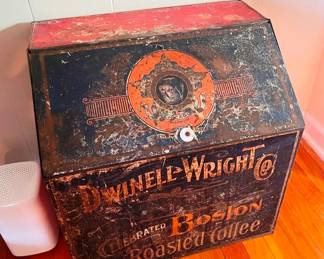 DWINELL-WRIGHT Co
CELEBRATED BOSTON
Roasted Coffee